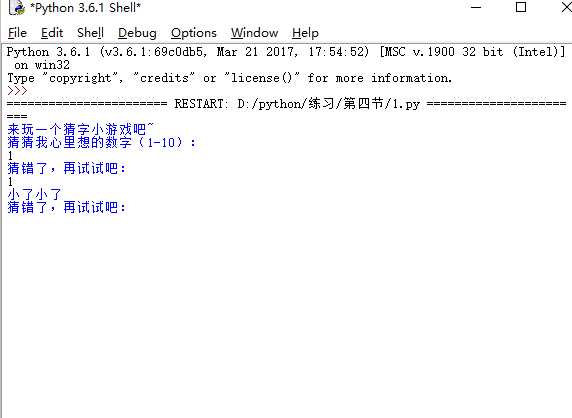 *Python 3.6.1 Shell*
File Edit Shell Debug Options Window Help
Python 3.6.1 (v3.6.1:69c0db5, Mar 21 2017, 17:54:52) [MSC v.1900 32 bit (Intel)]
on win32
Type "copyright", "credits" or "license()" for more information.
>>>
======================= RESTART: D:/python/练习/第四节/1.py ====================
===
来玩一个猜字小游戏吧~
猜猜我心里想的数字（1-10）：
1
猜错了，再试试吧：
1
小了小了
猜错了，再试试吧：